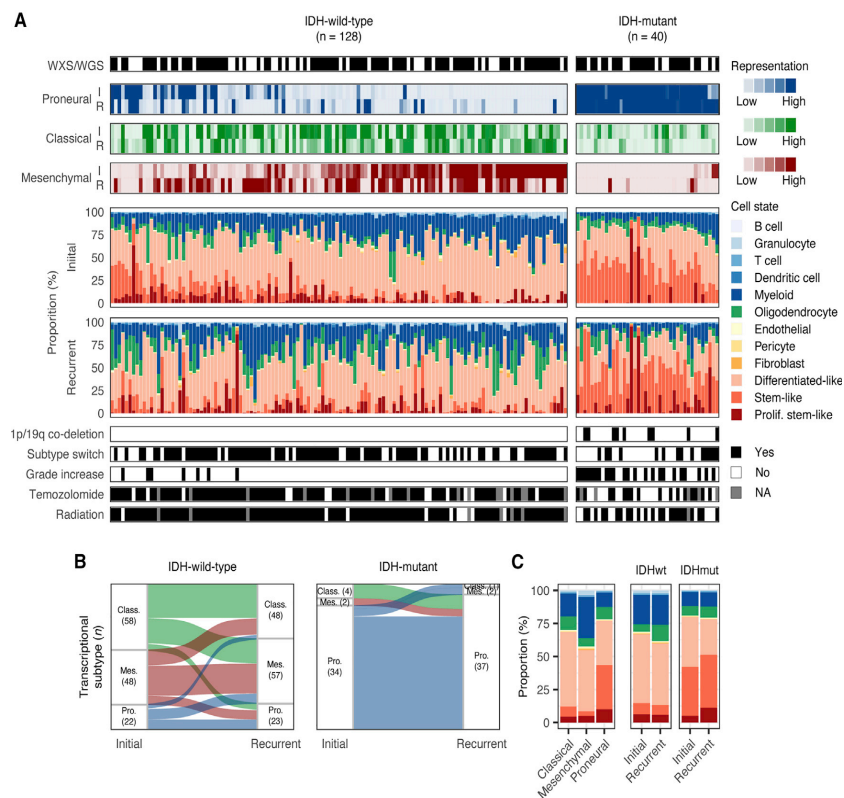 A
IDH-wild-type
(n = 128)
IDH-mutant
(n = 40)
WXS/WGS
Proneural
I
R
Classical
I
R
Mesenchymal
I
R
Representation
Low High
Low High
Low High
Proporition (%)
Iniital
100
75
50
25
0
Recurrent
100
75
50
25
0
Cell state
B cell
Granulocyte
T cell
Dendritic cell
Myeloid
Oligodendrocyte
Endothelial
Pericyte
Fibroblast
Differentiated-like
Stem-like
Prolif. stem-like
1p/19q co-deletion
Subtype switch
Grade increase
Temozolomide
Radiation
Yes
No
NA
B
IDH-wild-type
IDH-mutant
Transcriptional
subtype (n)
Class.
(58)
Mes.
(48)
Pro.
(22)
Class.
(48)
Mes.
(57)
Pro.
(23)
Initial
Recurrent
Class. (4)
Mes. (2)
Pro.
(34)
Mes. (2)
Pro.
(37)
Initial
Recurrent
C
IDHwt
IDHmut
Proportion (%)
100
75
50
25
0
Classical
Mesenchymal
Proneural
Initial
Recurrent
Initial
Recurrent